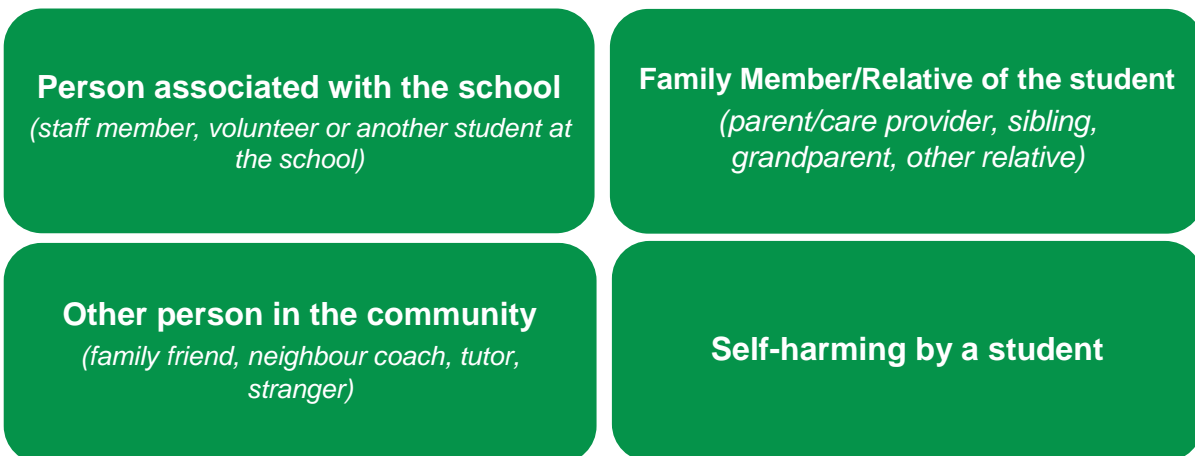 Person associated with the school
(staff member, volunteer or another student at
the school)
Family Member/Relative of the student
(parent/care provider, sibling,
grandparent, other relative)
Other person in the community
(family friend, neighbour coach, tutor,
stranger)
Self-harming by a student